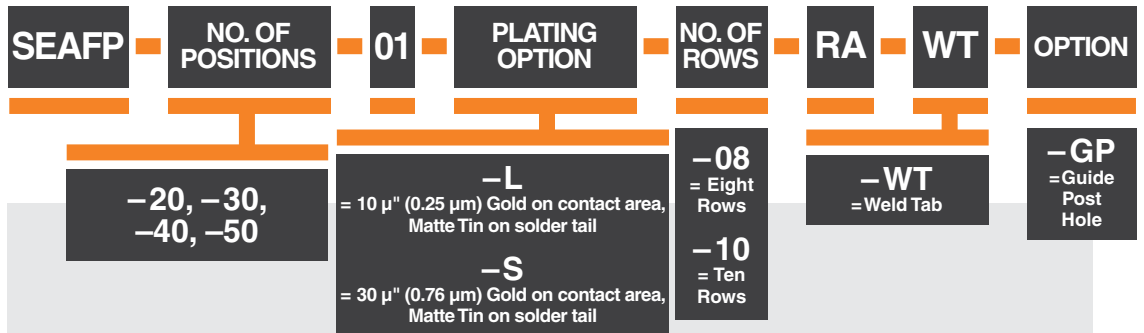 SEAFP
NO. OF
POSITIONS
01
PLATING
OPTION
NO. OF
ROWS
RA
WT
OPTION
–20, –30,
–40, –50
–L
= 10 µ" (0.25 µm) Gold on contact area,
Matte Tin on solder tail
–S
= 30 µ" (0.76 µm) Gold on contact area,
Matte Tin on solder tail
–08
= Eight
Rows
–10
= Ten
Rows
–WT
=Weld Tab
–GP
=Guide
Post
Hole